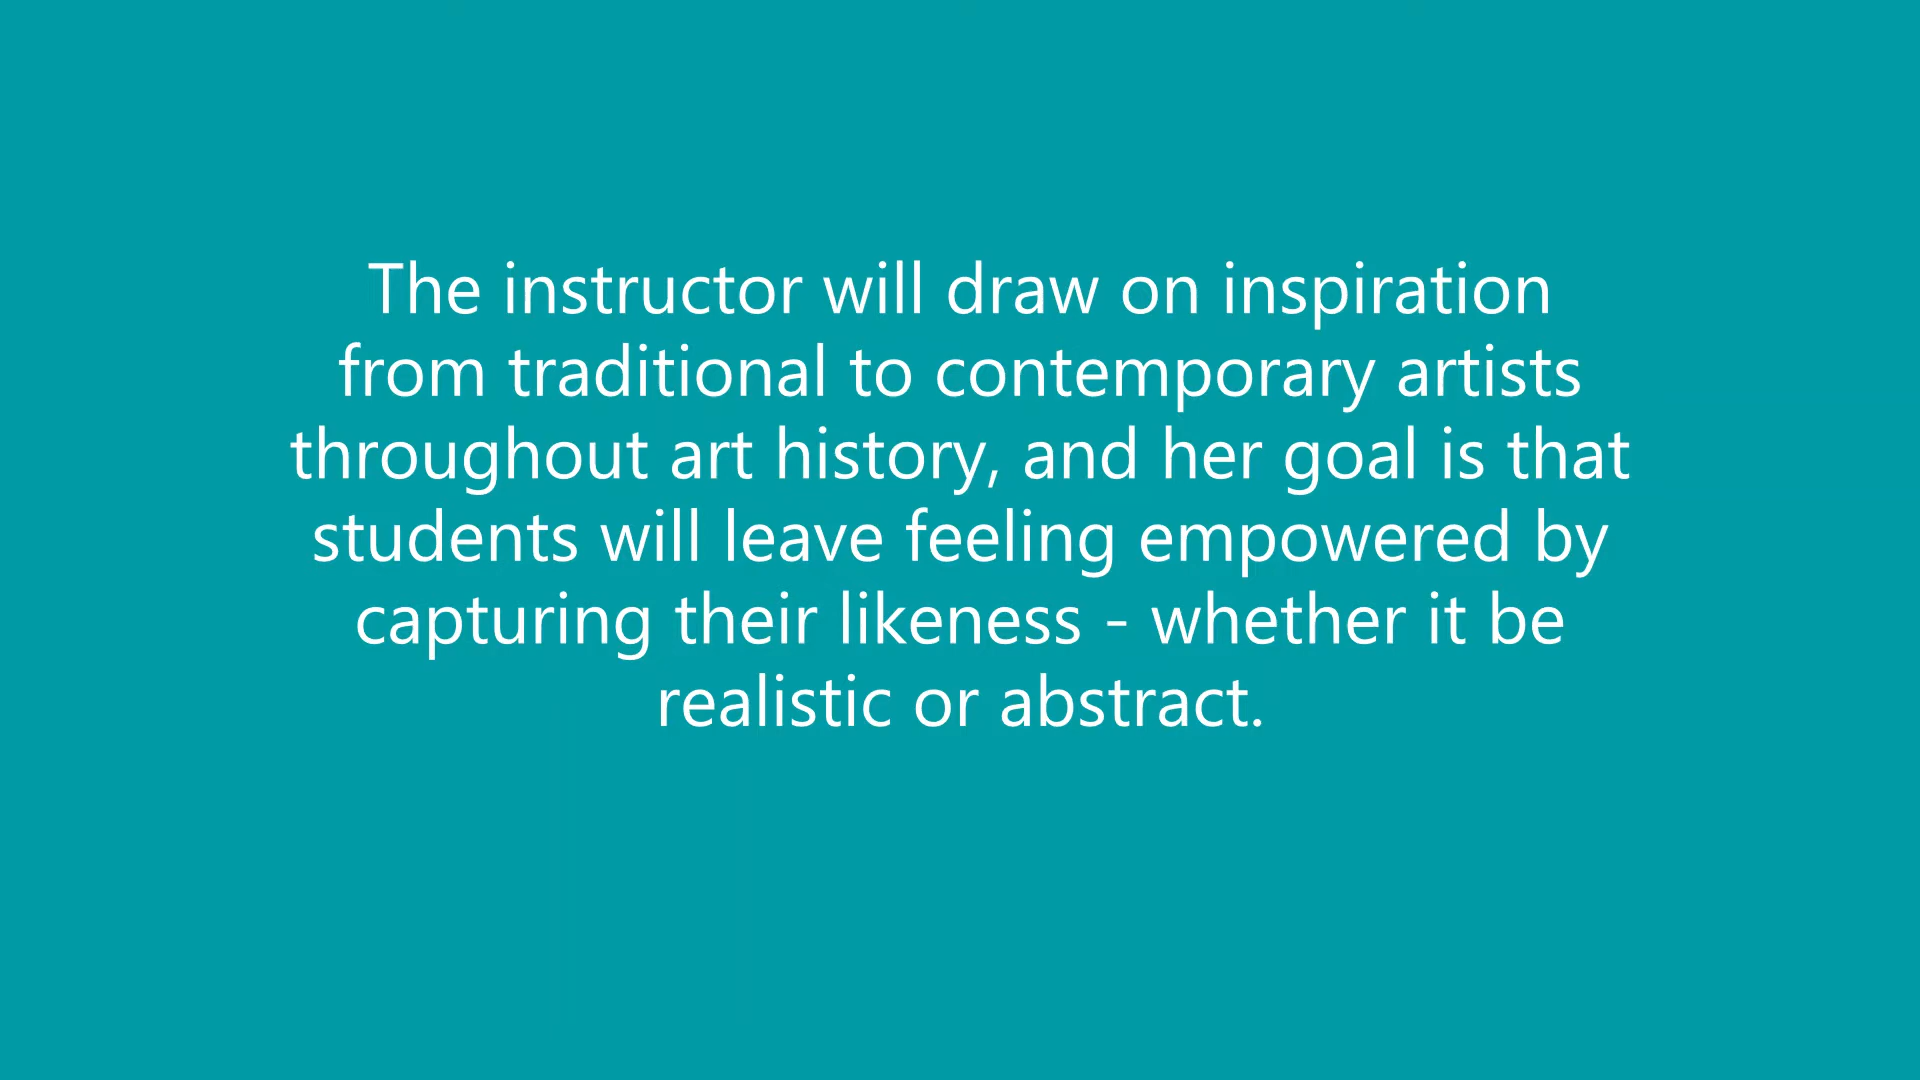 The instructor will draw on inspiration
from traditional to contemporary artists
throughout art history, and her goal is that
students will leave feeling empowered by
capturing their likeness - whether it be
realistic or abstract.